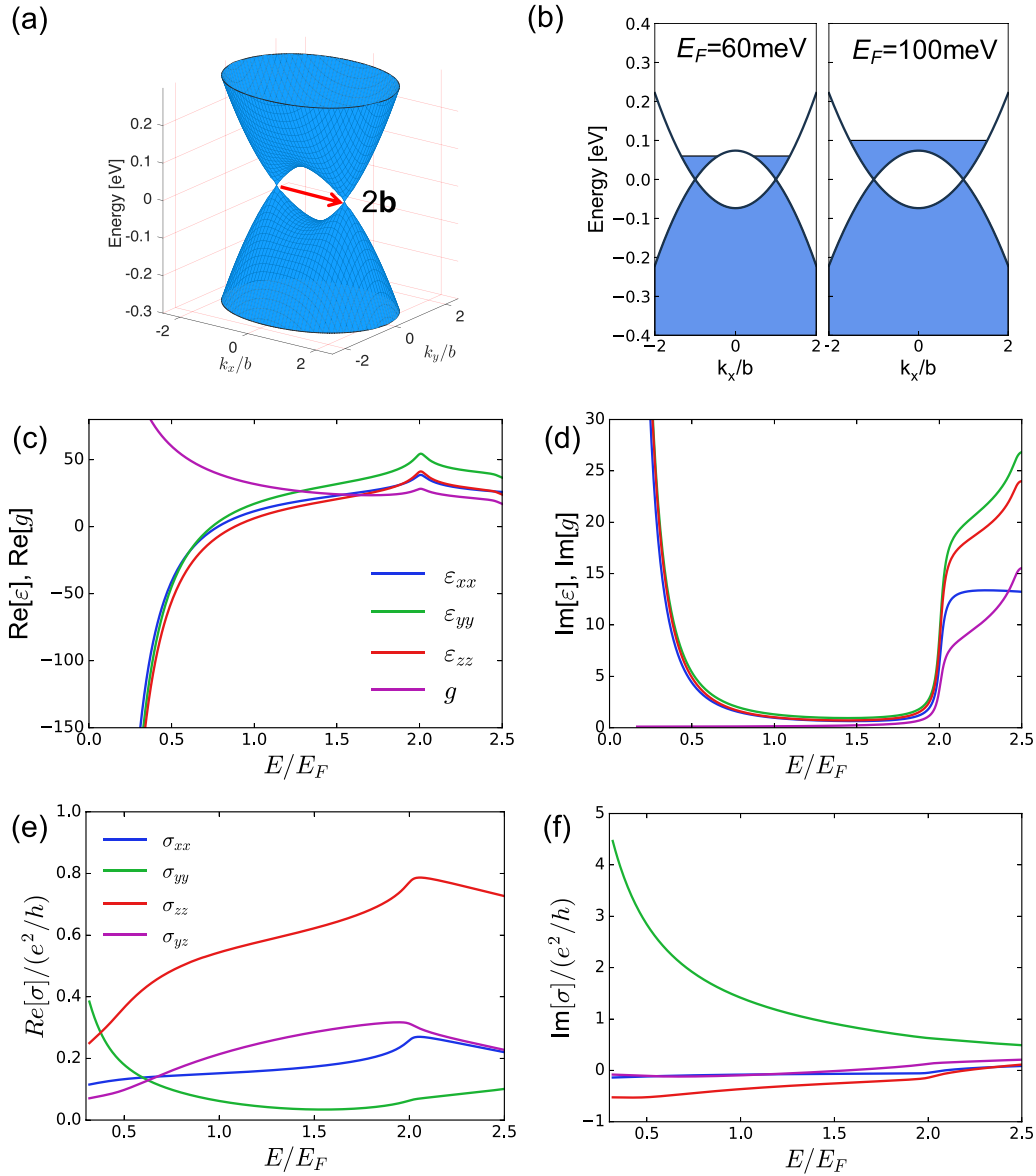 (a)
Energy [eV]
0.2
0.1
0
-0.1
-0.2
-0.3
2b
-2
0
2
k_x/b
-2
0
2
k_y/b
(b)
E_F=60meV
E_F=100meV
Energy [eV]
0.4
0.3
0.2
0.1
0.0
−0.1
−0.2
−0.3
−0.4
−2 0 2
k_x/b
−2 0 2
k_x/b
(c)
Re[ε], Re[g]
50
0
−50
−100
−150
ε_xx
ε_yy
ε_zz
g
0.0 0.5 1.0 1.5 2.0 2.5
E/E_F
(d)
Im[ε], Im[g]
30
25
20
15
10
5
0
0.0 0.5 1.0 1.5 2.0 2.5
E/E_F
(e)
Re[σ]/(e²/h)
1.0
0.8
0.6
0.4
0.2
0.0
σ_xx
σ_yy
σ_zz
σ_yz
0.5 1.0 1.5 2.0 2.5
E/E_F
(f)
Im[σ]/(e²/h)
5
4
3
2
1
0
−1
0.5 1.0 1.5 2.0 2.5
E/E_F